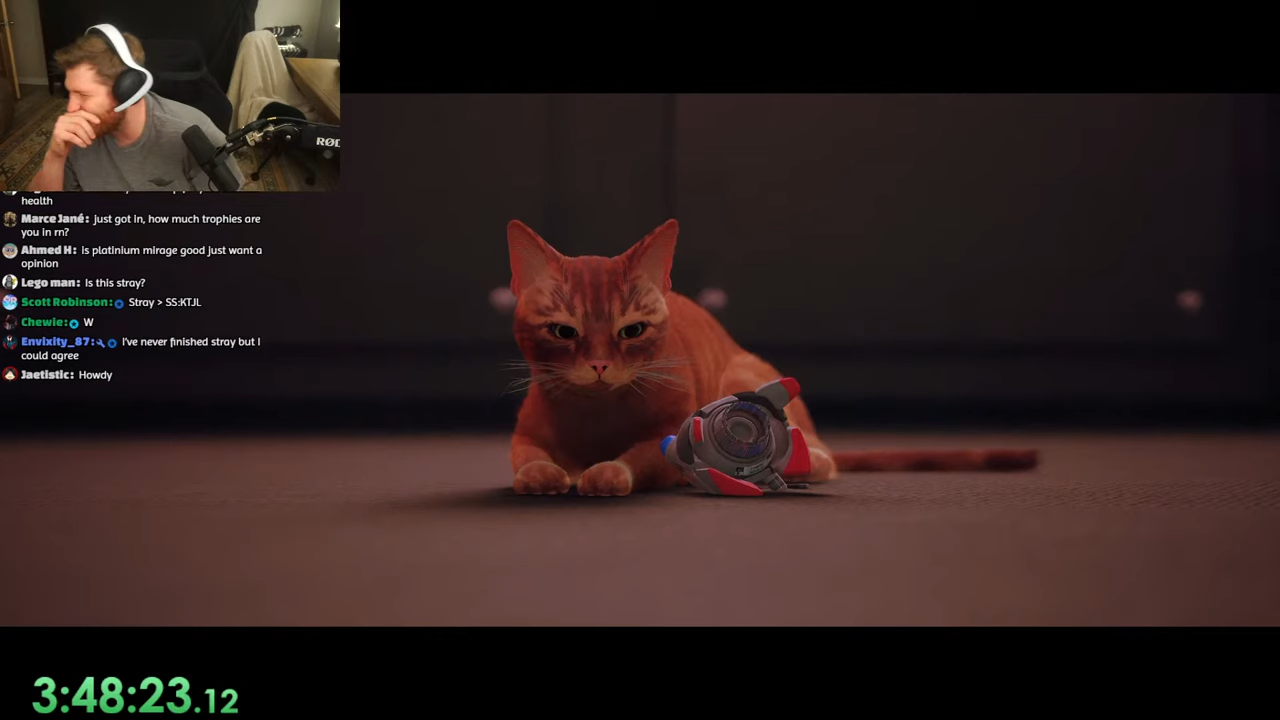 RØD
health
Marce Jané: just got in, how much trophies are
you in rn?
Ahmed H: is platinium mirage good just want a
opinion
Lego man: Is this stray?
Scott Robinson: Stray > SS:KTJL
Chewie: W
Envixity_87: I've never finished stray but I
could agree
Jaetistic: Howdy
3:48:23.12